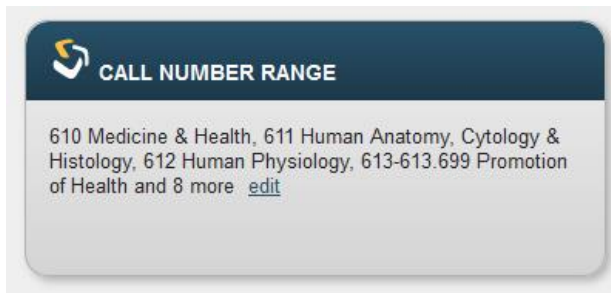 CALL NUMBER RANGE
610 Medicine & Health, 611 Human Anatomy, Cytology &
Histology, 612 Human Physiology, 613-613.699 Promotion
of Health and 8 more edit